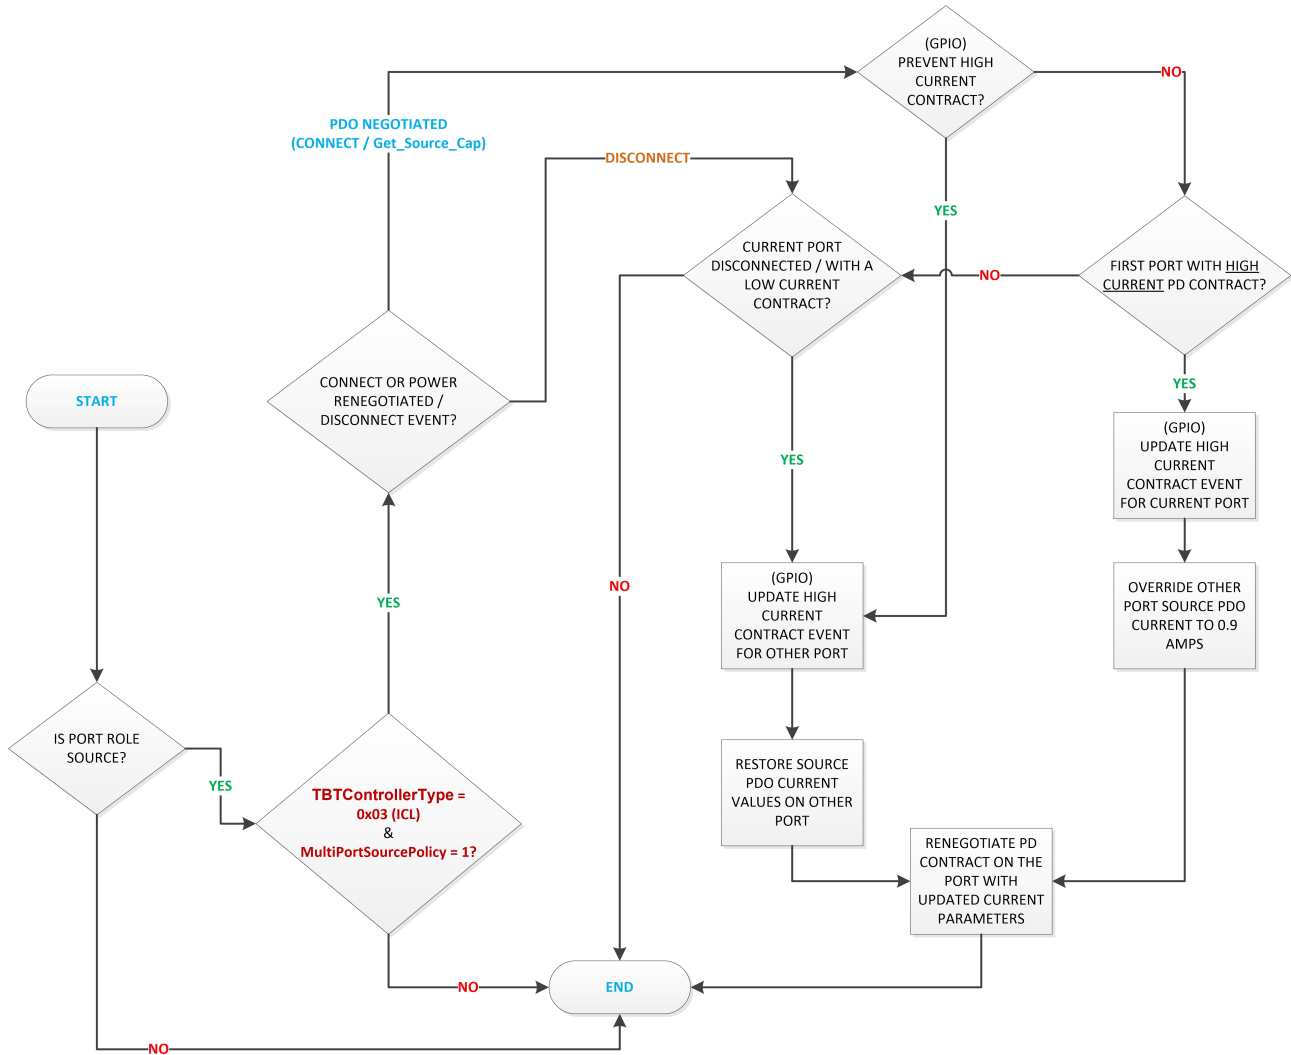 (GPIO)
PREVENT HIGH
CURRENT
CONTRACT?
NO
PDO NEGOTIATED
(CONNECT / Get_Source_Cap)
DISCONNECT
YES
CURRENT PORT
DISCONNECTED / WITH A
LOW CURRENT
CONTRACT?
NO
FIRST PORT WITH HIGH
CURRENT PD CONTRACT?
START
CONNECT OR POWER
RENEGOTIATED /
DISCONNECT EVENT?
YES
(GPIO)
UPDATE HIGH
CURRENT
CONTRACT EVENT
FOR CURRENT PORT
YES
YES
NO
(GPIO)
UPDATE HIGH
CURRENT
CONTRACT EVENT
FOR OTHER PORT
OVERRIDE OTHER
PORT SOURCE PDO
CURRENT TO 0.9
AMPS
IS PORT ROLE
SOURCE?
YES
TBTControllerType =
0x03 (ICL)
&
MultiPortSourcePolicy = 1?
RESTORE SOURCE
PDO CURRENT
VALUES ON OTHER
PORT
RENEGOTIATE PD
CONTRACT ON THE
PORT WITH
UPDATED CURRENT
PARAMETERS
NO
END
NO